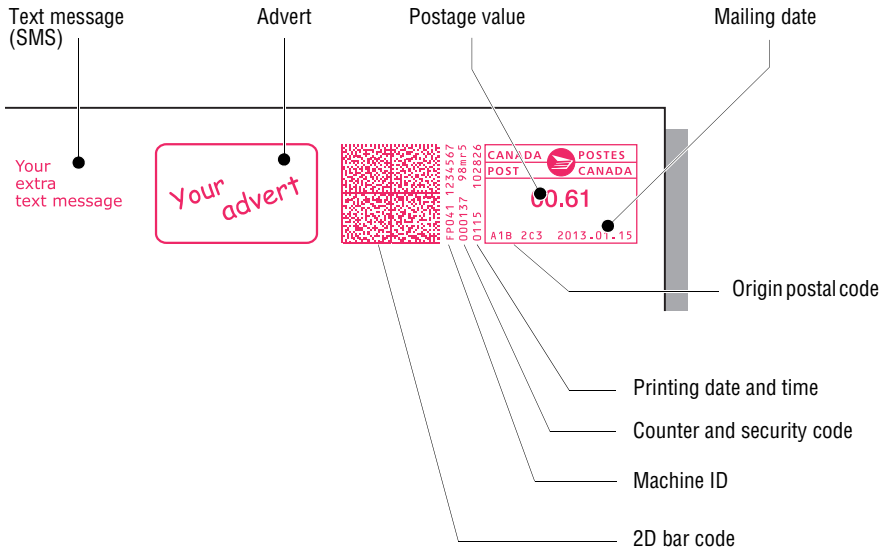 Text message
(SMS)
Advert
Postage value
Mailing date
Your
extra
text message
Your
advert
FP041 1234567
000137 98mr5
0115 102826
CANADA POSTES
POST CANADA
00.61
A1B 2C3 2013.01.15
Origin postal code
Printing date and time
Counter and security code
Machine ID
2D bar code